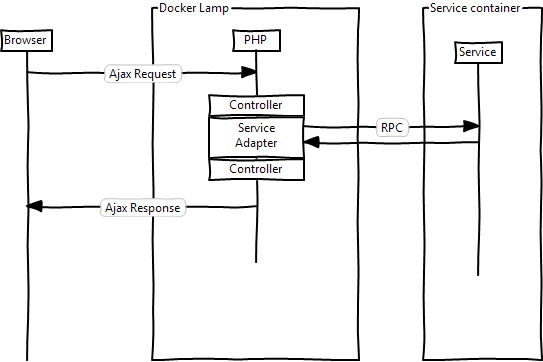 Docker Lamp
Service container
Browser
PHP
Service
Ajax Request
Controller
Service
Adapter
RPC
Controller
Ajax Response